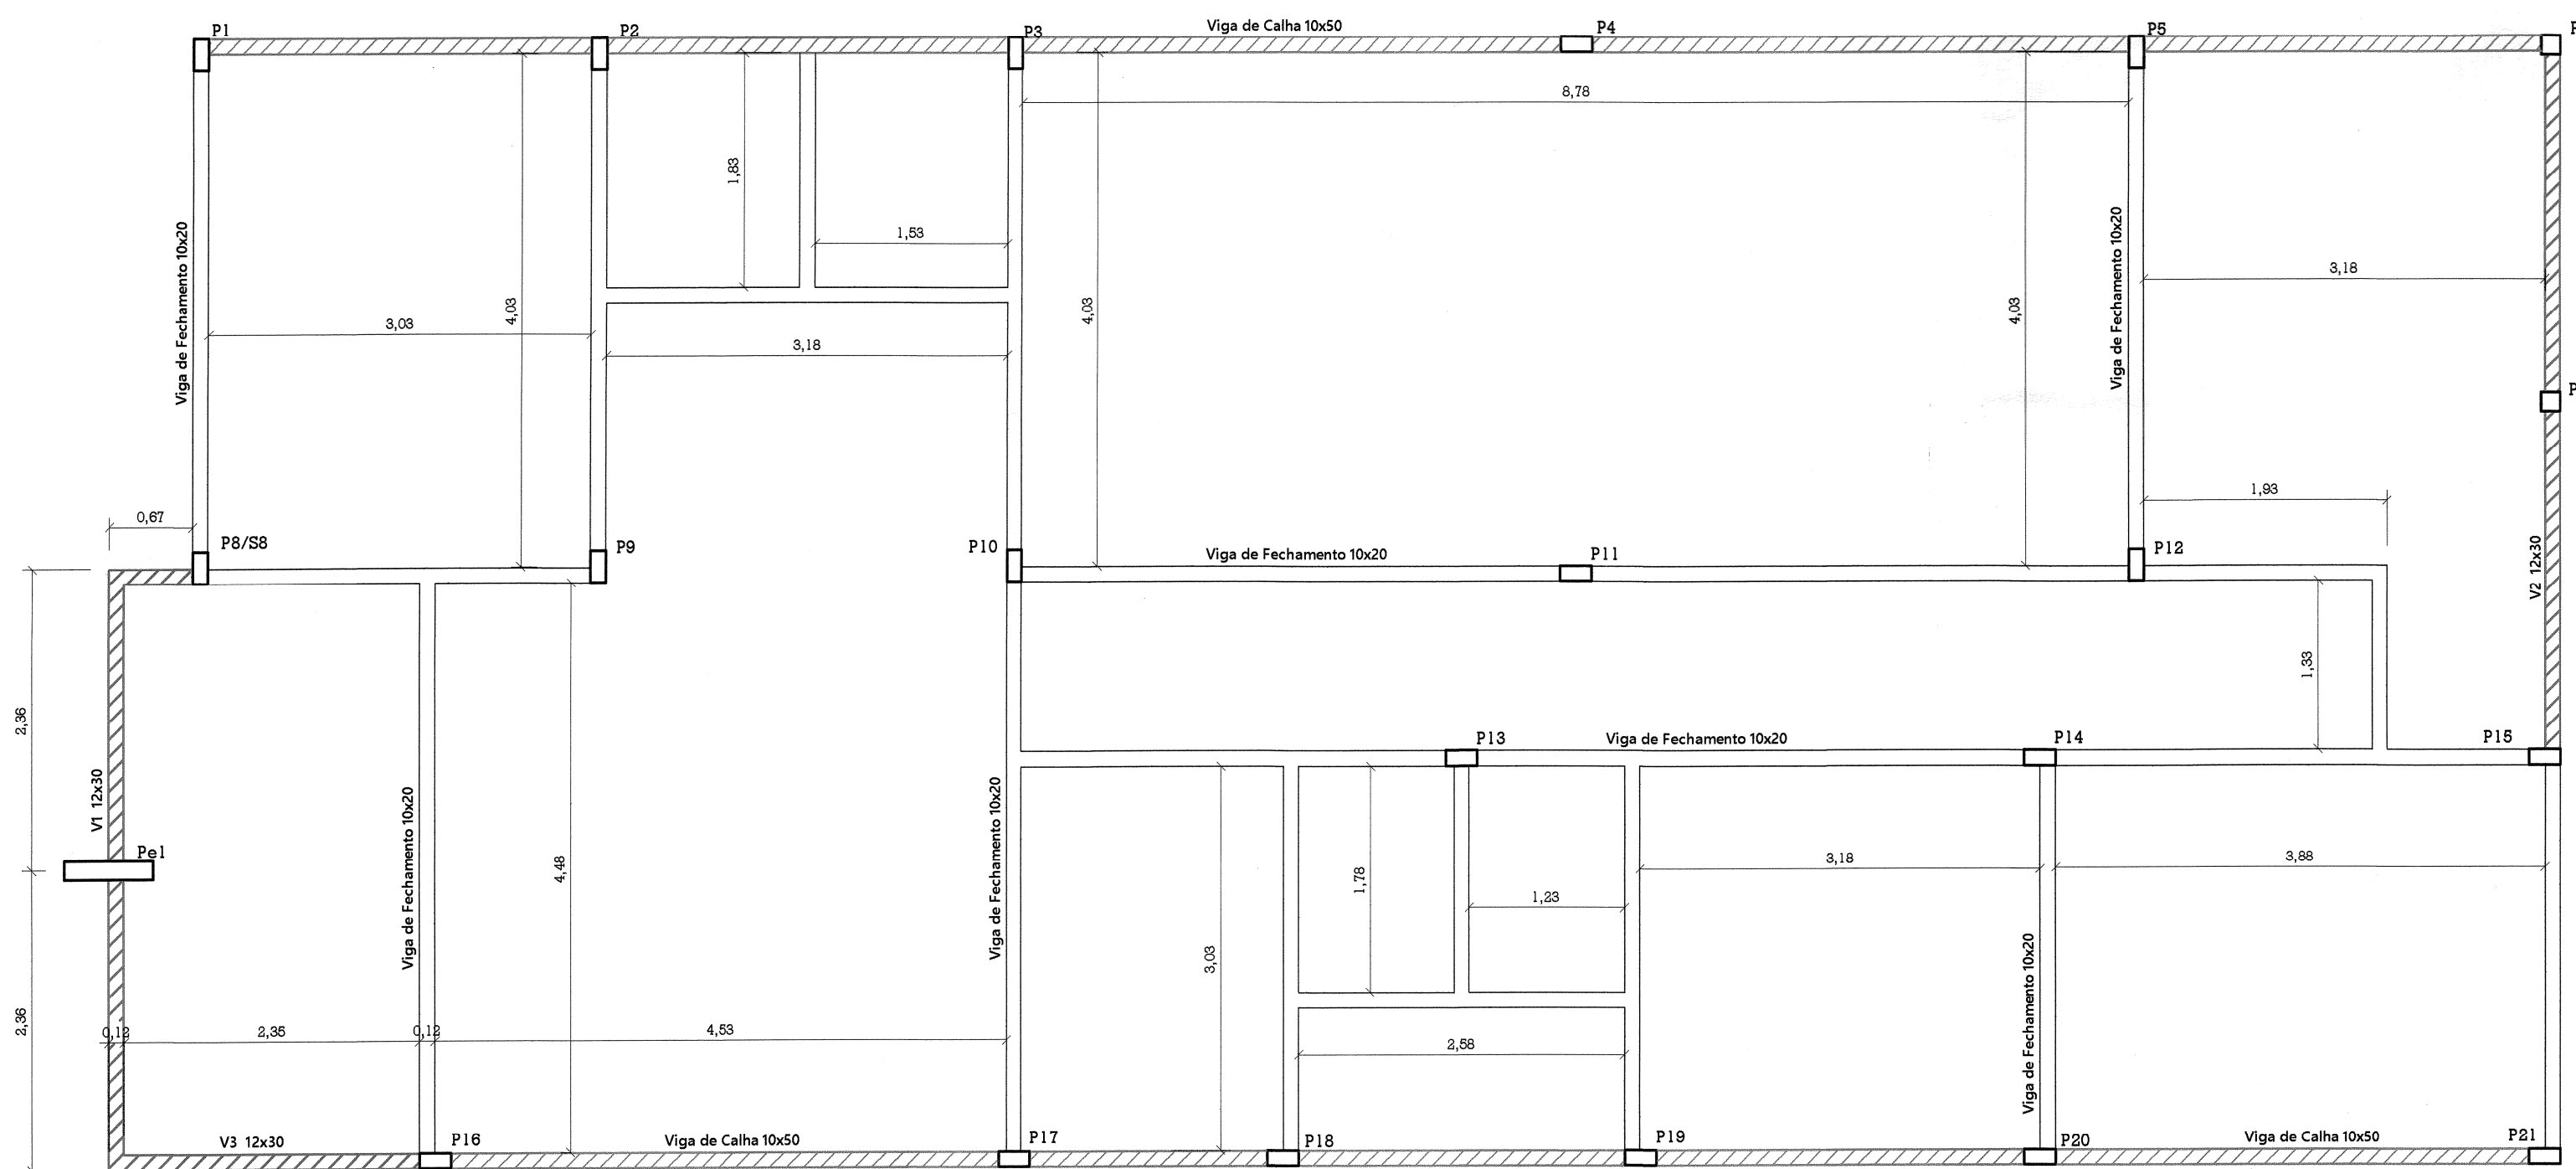 P1
P2
P3
Viga de Calha 10x50
P4
P5
P
8,78
1,83
1,53
Viga de Fechamento 10x20
4,03
3,03
3,18
4,03
4,03
Viga de Fechamento 10x20
3,18
P
1,93
0,67
P8/S8
P9
P10
Viga de Fechamento 10x20
P11
P12
V2 12x30
2,36
1,33
P13
Viga de Fechamento 10x20
P14
P15
V1 12x30
Pe1
Viga de Fechamento 10x20
4,48
Viga de Fechamento 10x20
3,03
1,78
1,23
3,18
3,88
Viga de Fechamento 10x20
2,36
0,12
2,35
0,12
4,53
2,58
V3 12x30
P16
Viga de Calha 10x50
P17
P18
P19
P20
Viga de Calha 10x50
P21